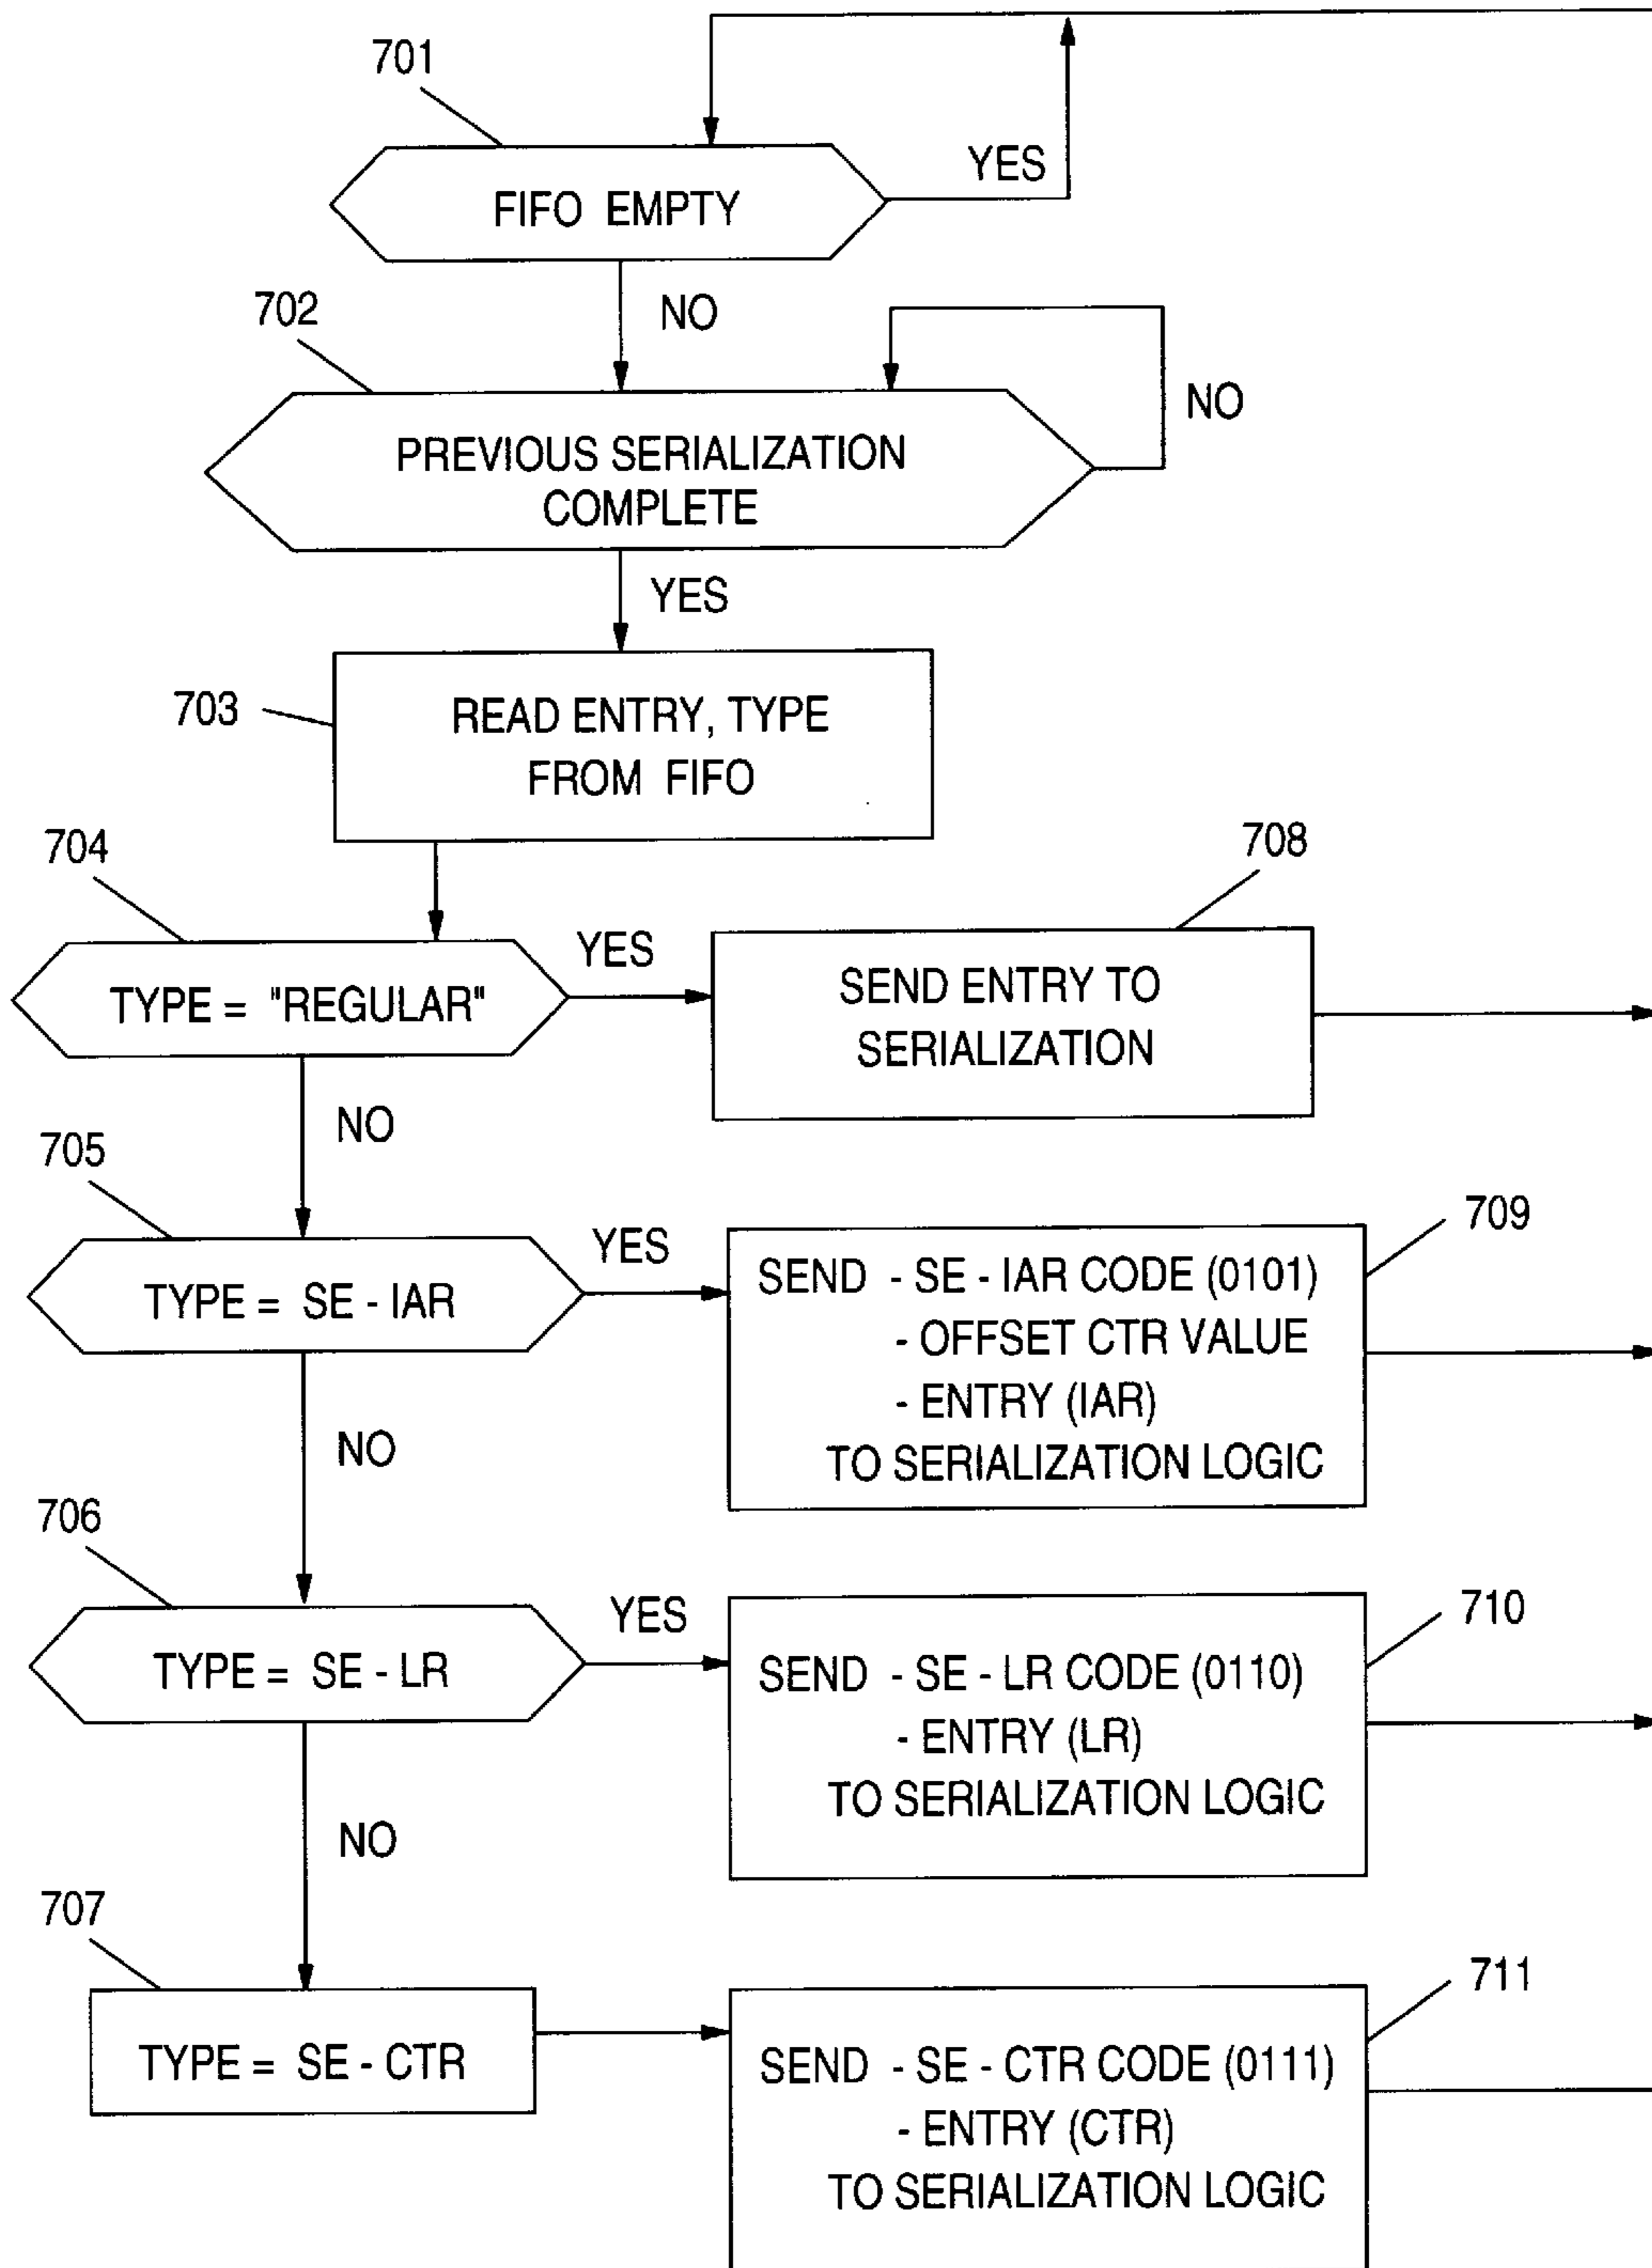 701
YES
FIFO EMPTY
702
NO
NO
PREVIOUS SERIALIZATION
COMPLETE
YES
703
READ ENTRY, TYPE
FROM FIFO
704
708
YES
TYPE = "REGULAR"
SEND ENTRY TO
SERIALIZATION
NO
705
709
YES
TYPE = SE - IAR
SEND - SE - IAR CODE (0101)
- OFFSET CTR VALUE
- ENTRY (IAR)
TO SERIALIZATION LOGIC
NO
706
710
YES
TYPE = SE - LR
SEND - SE - LR CODE (0110)
- ENTRY (LR)
TO SERIALIZATION LOGIC
NO
707
711
TYPE = SE - CTR
SEND - SE - CTR CODE (0111)
- ENTRY (CTR)
TO SERIALIZATION LOGIC